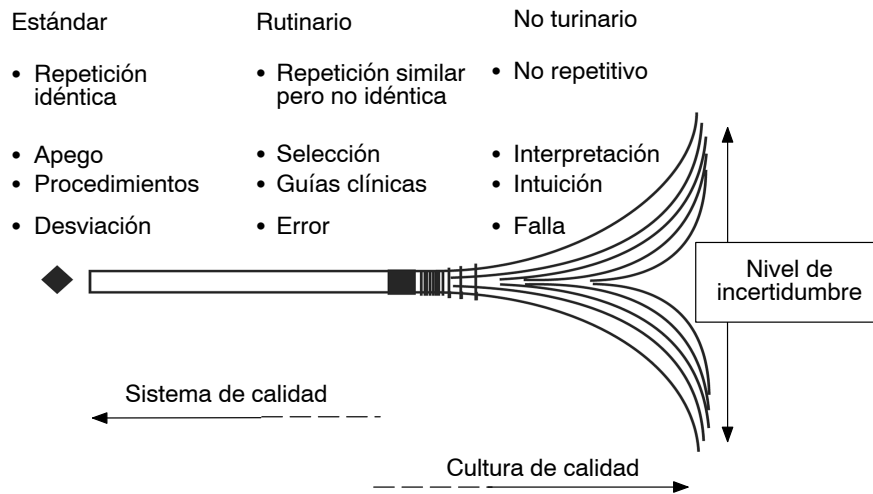 Estándar
• Repetición
idéntica
• Apego
• Procedimientos
• Desviación
Rutinario
• Repetición similar
pero no idéntica
• Selección
• Guías clínicas
• Error
No turinario
• No repetitivo
• Interpretación
• Intuición
• Falla
Nivel de
incertidumbre
Sistema de calidad
Cultura de calidad